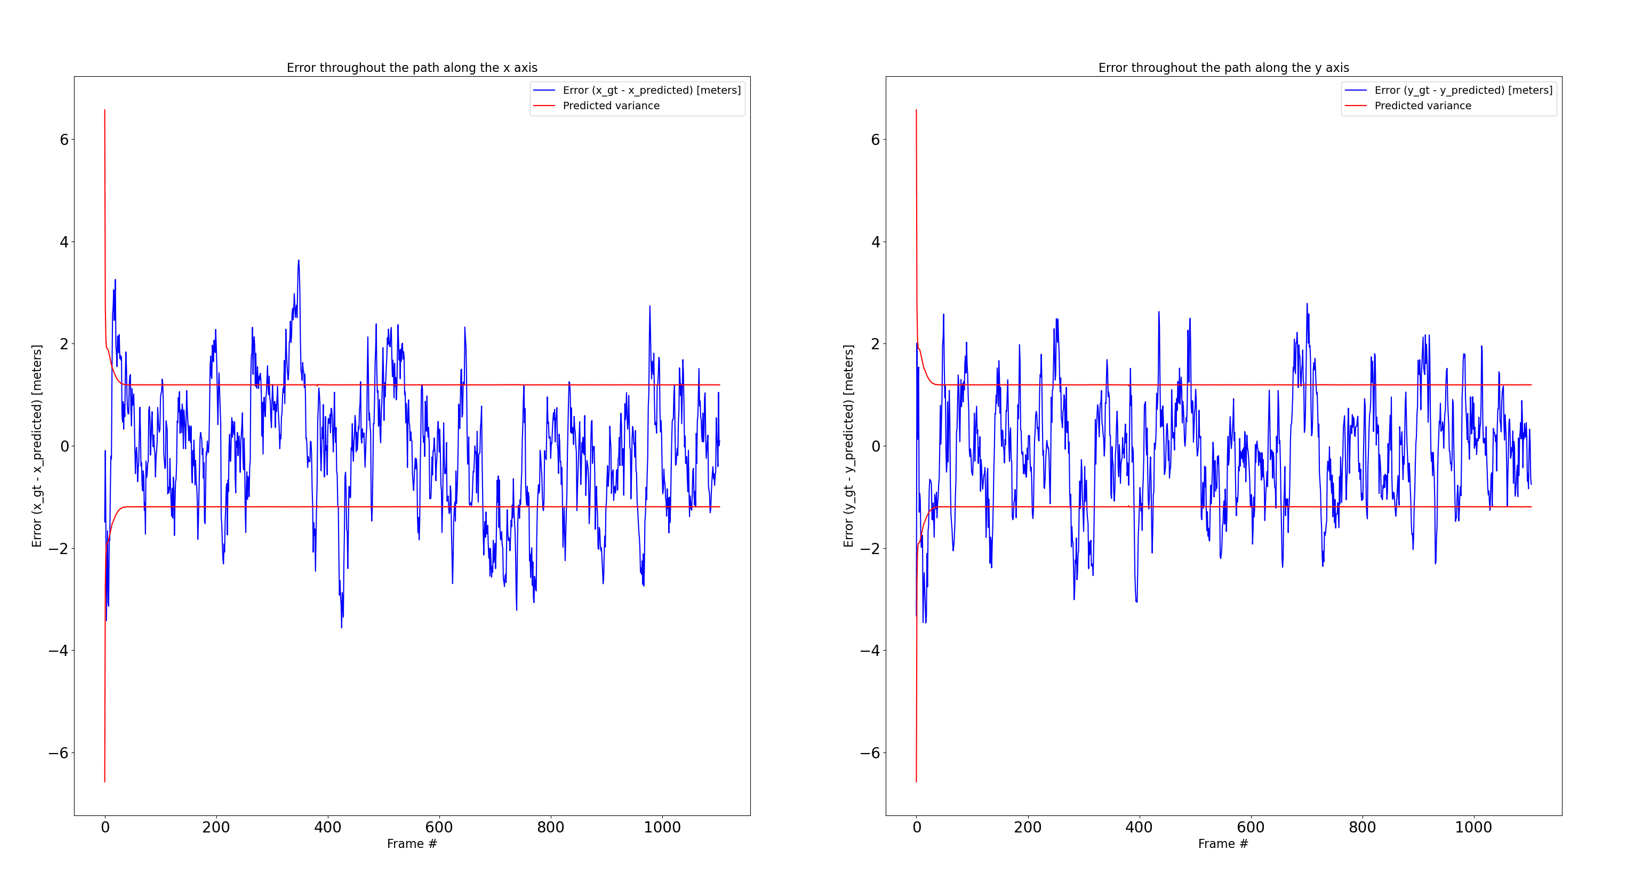 Error throughout the path along the x axis
Error (x_gt - x_predicted) [meters]
Predicted variance
6
4
2
0
−2
−4
−6
Error (x_gt - x_predicted) [meters]
0 200 400 600 800 1000
Frame #
Error throughout the path along the y axis
Error (y_gt - y_predicted) [meters]
Predicted variance
6
4
2
0
−2
−4
−6
Error (y_gt - y_predicted) [meters]
0 200 400 600 800 1000
Frame #